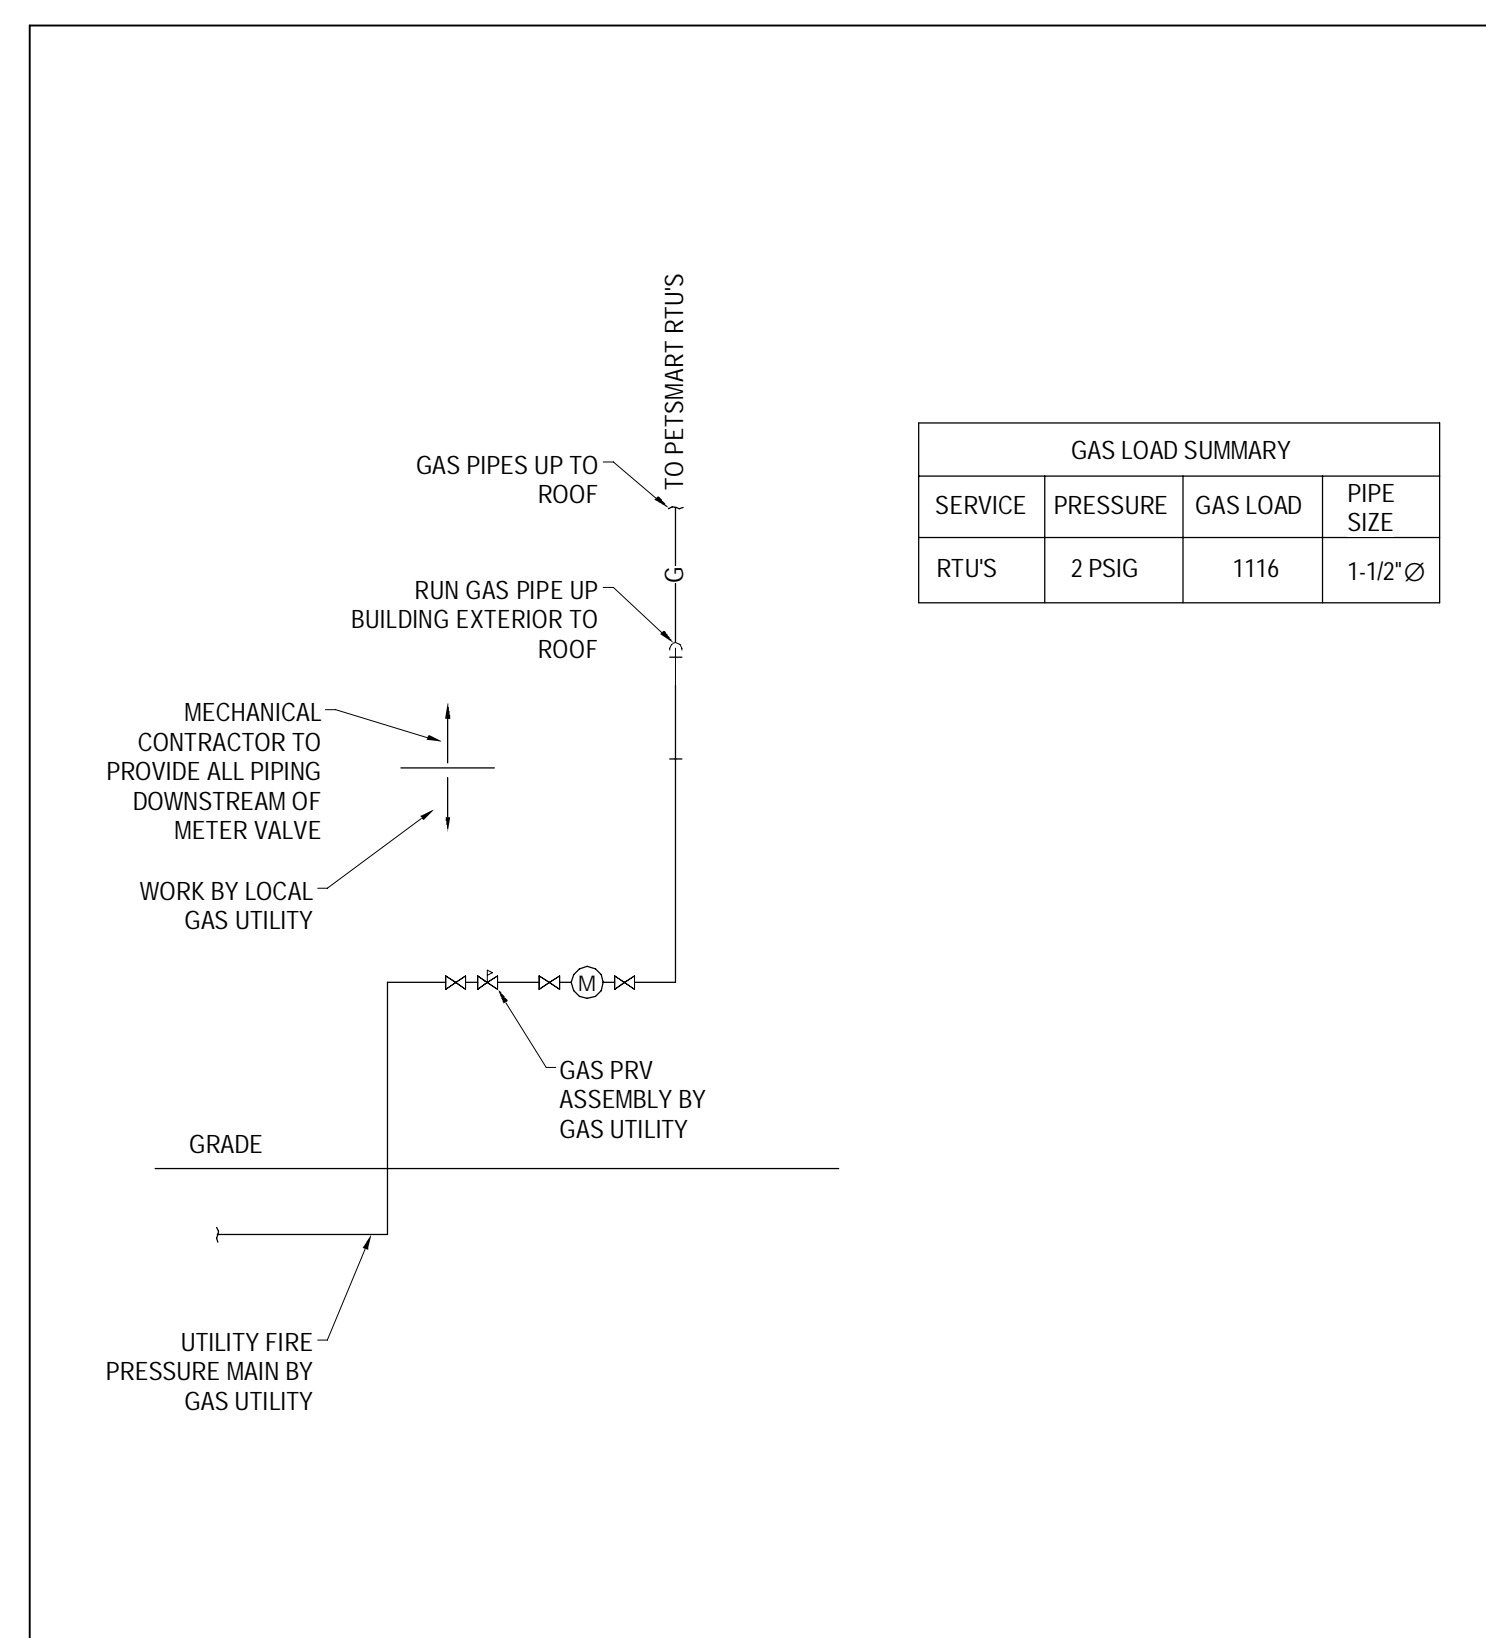 TO PETSMART RTU'S
GAS PIPES UP TO
ROOF
G
RUN GAS PIPE UP
BUILDING EXTERIOR TO
ROOF
GAS LOAD SUMMARY
SERVICE PRESSURE GAS LOAD PIPE
SIZE
RTU'S 2 PSIG 1116 1-1/2"∅
MECHANICAL
CONTRACTOR TO
PROVIDE ALL PIPING
DOWNSTREAM OF
METER VALVE
WORK BY LOCAL
GAS UTILITY
M
GAS PRV
ASSEMBLY BY
GAS UTILITY
GRADE
UTILITY FIRE
PRESSURE MAIN BY
GAS UTILITY